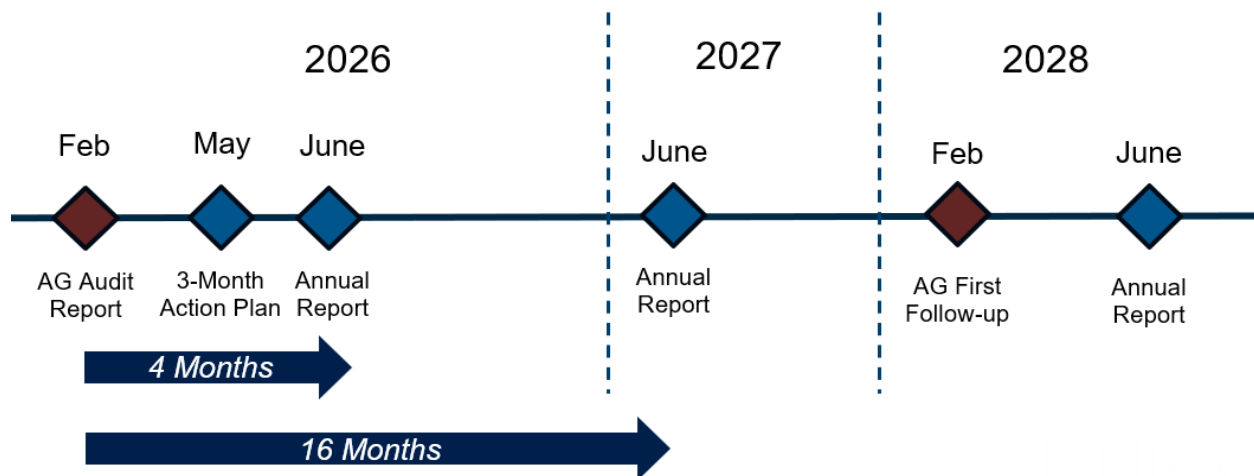 2026
2027
2028
Feb
May
June
June
Feb
June
AG Audit
Report
3-Month
Action Plan
Annual
Report
Annual
Report
AG First
Follow-up
Annual
Report
4 Months
16 Months